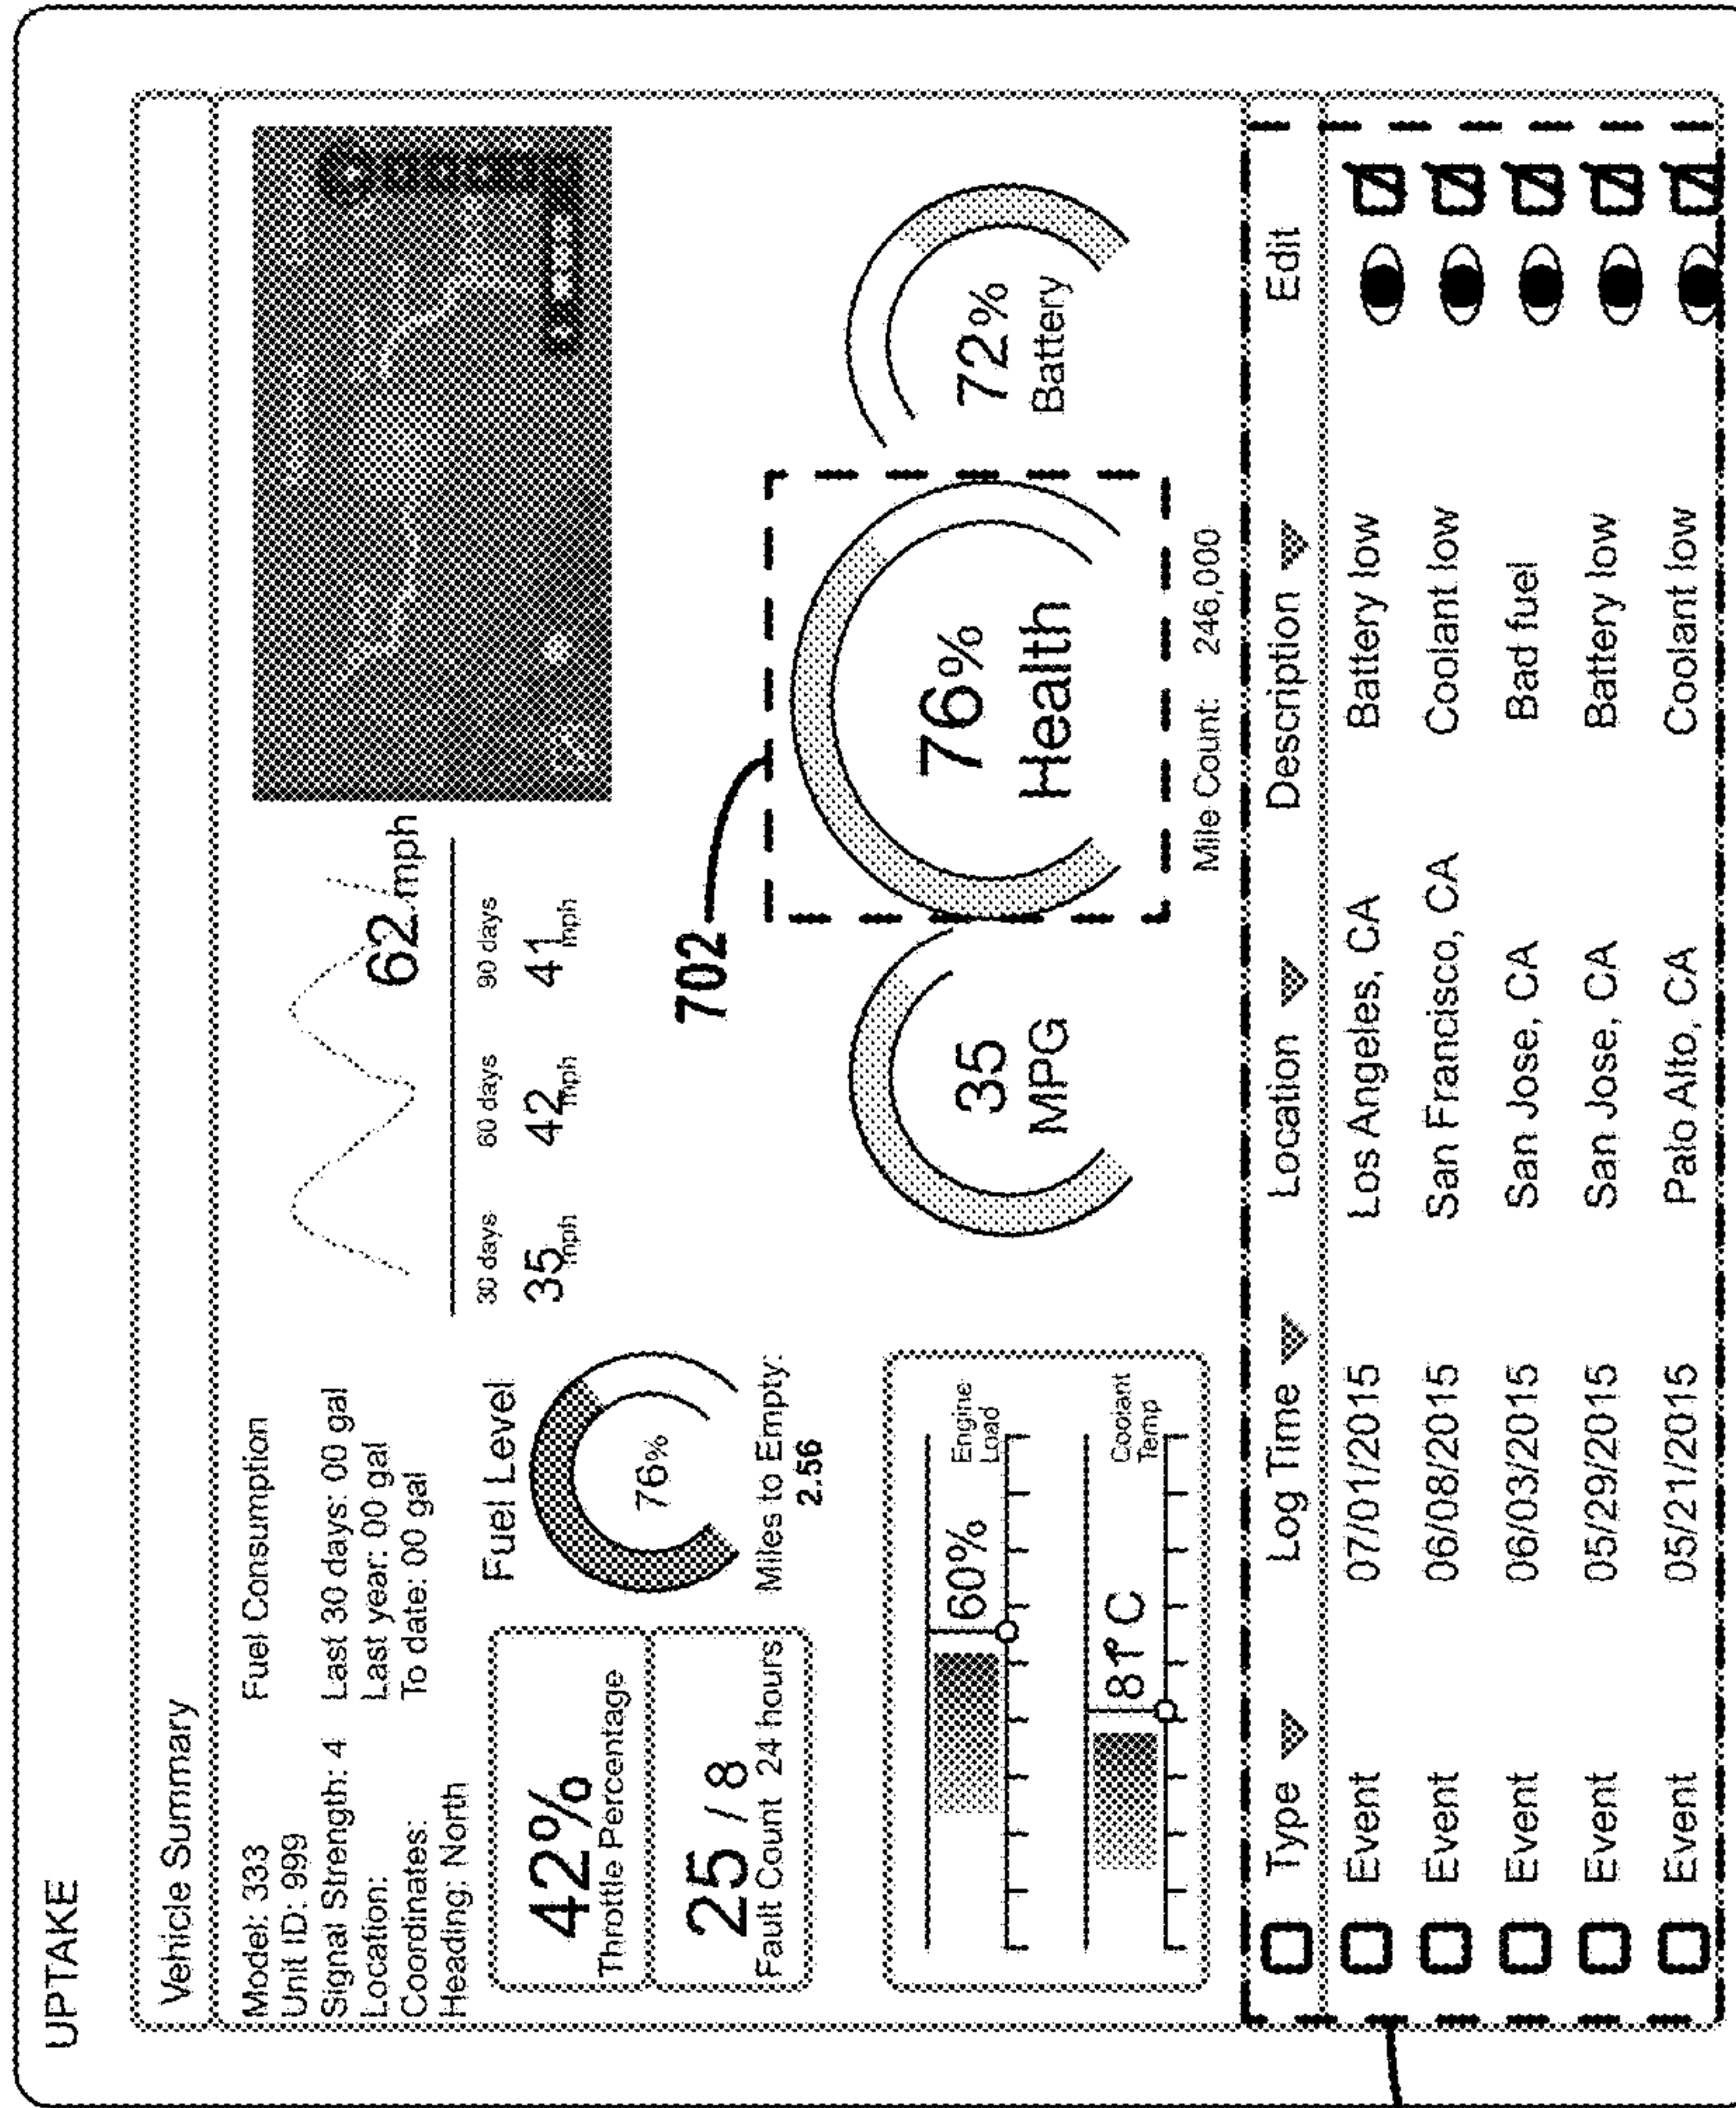 UPTAKE
Vehicle Summary
Model: 333
Unit ID: 999
Signal Strength: 4
Location:
Coordinates:
Heading: North
Fuel Consumption
Last 30 days: 00 gal
Last year: 00 gal
To date: 00 gal
42%
Throttle Percentage
25 / 8
Fault Count 24 hours
Fuel Level
76%
Miles to Empty:
2.56
62 mph
30 days 60 days 90 days
35 mph 42 mph 41 mph
60%
Engine
Load
81°C
Coolant
Temp
702
35
MPG
76%
Health
72%
Battery
Mile Count: 246,000
Type Log Time Location Description Edit
Event 07/01/2015 Los Angeles, CA Battery low
Event 06/08/2015 San Francisco, CA Coolant low
Event 06/03/2015 San Jose, CA Bad fuel
Event 05/29/2015 San Jose, CA Battery low
Event 05/21/2015 Palo Alto, CA Coolant low